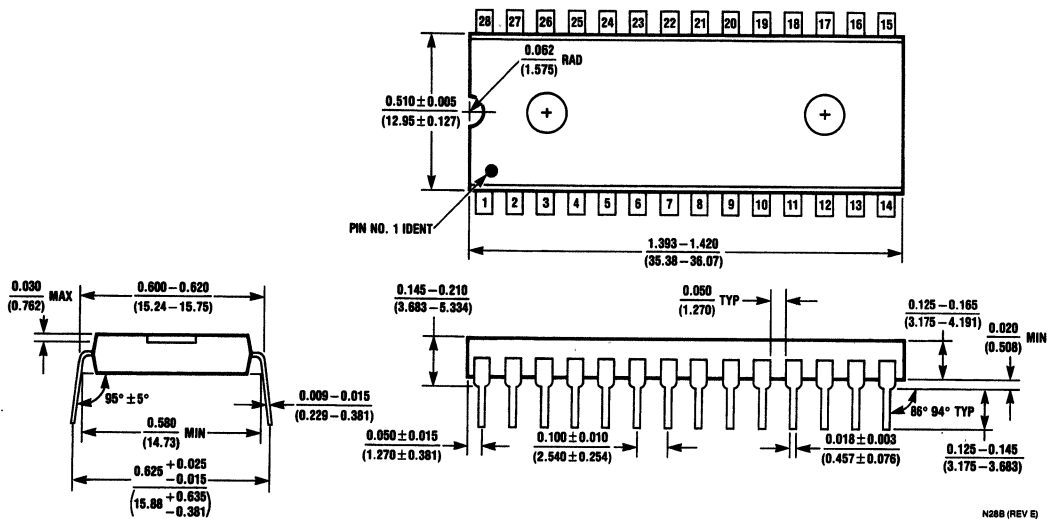 28 27 26 25 24 23 22 21 20 19 18 17 16 15
0.062
(1.575)
RAD
0.510 ± 0.005
(12.95 ± 0.127)
PIN NO. 1 IDENT
1 2 3 4 5 6 7 8 9 10 11 12 13 14
1.393 – 1.420
(35.38 – 36.07)
0.030
(0.762)
MAX
0.600 – 0.620
(15.24 – 15.75)
95° ± 5°
0.580
(14.73)
MIN
0.009 – 0.015
(0.229 – 0.381)
0.625 +0.025
-0.015
(15.88 +0.635
-0.381)
0.145 – 0.210
(3.683 – 5.334)
0.050
(1.270)
TYP
0.125 – 0.165
(3.175 – 4.191)
0.020
(0.508)
MIN
86° 94° TYP
0.050 ± 0.015
(1.270 ± 0.381)
0.100 ± 0.010
(2.540 ± 0.254)
0.018 ± 0.003
(0.457 ± 0.076)
0.125 – 0.145
(3.175 – 3.683)
N28B (REV E)